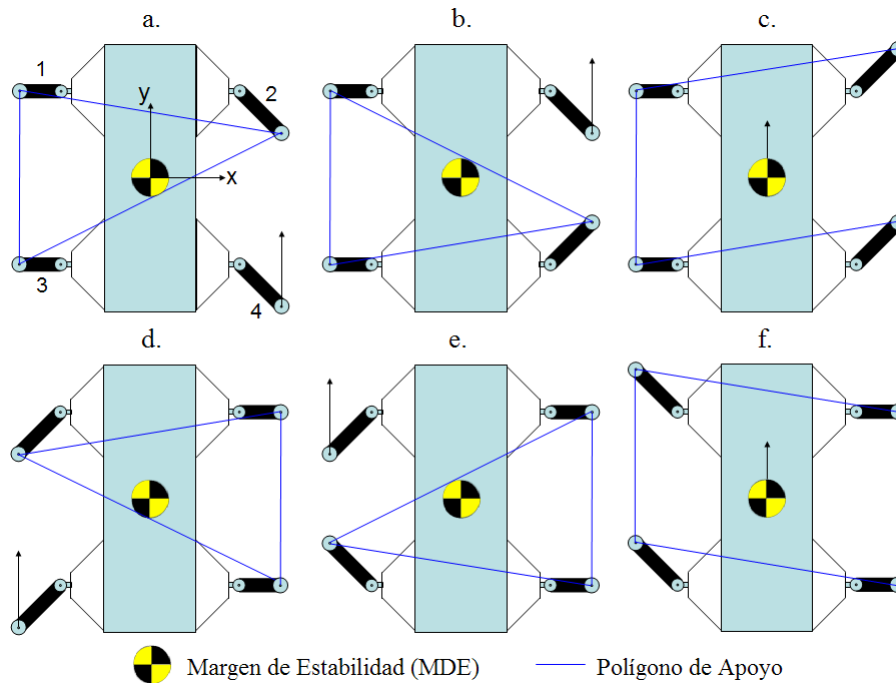 a. b. c.
1
2
y
x
3
4
d. e. f.
Margen de Estabilidad (MDE) Polígono de Apoyo